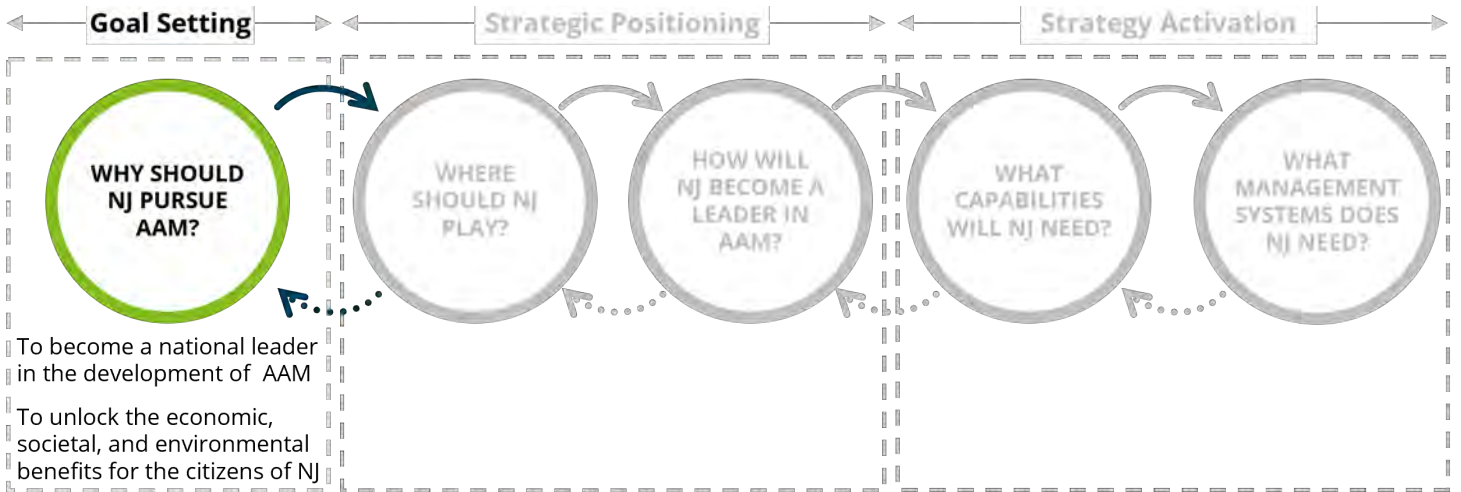 Goal Setting
Strategic Positioning
Strategy Activation
WHY SHOULD
NJ PURSUE
AAM?
WHERE
SHOULD NJ
PLAY?
HOW WILL
NJ BECOME A
LEADER IN
AAM?
WHAT
CAPABILITIES
WILL NJ NEED?
WHAT
MANAGEMENT
SYSTEMS DOES
NJ NEED?
To become a national leader
in the development of AAM
To unlock the economic,
societal, and environmental
benefits for the citizens of NJ